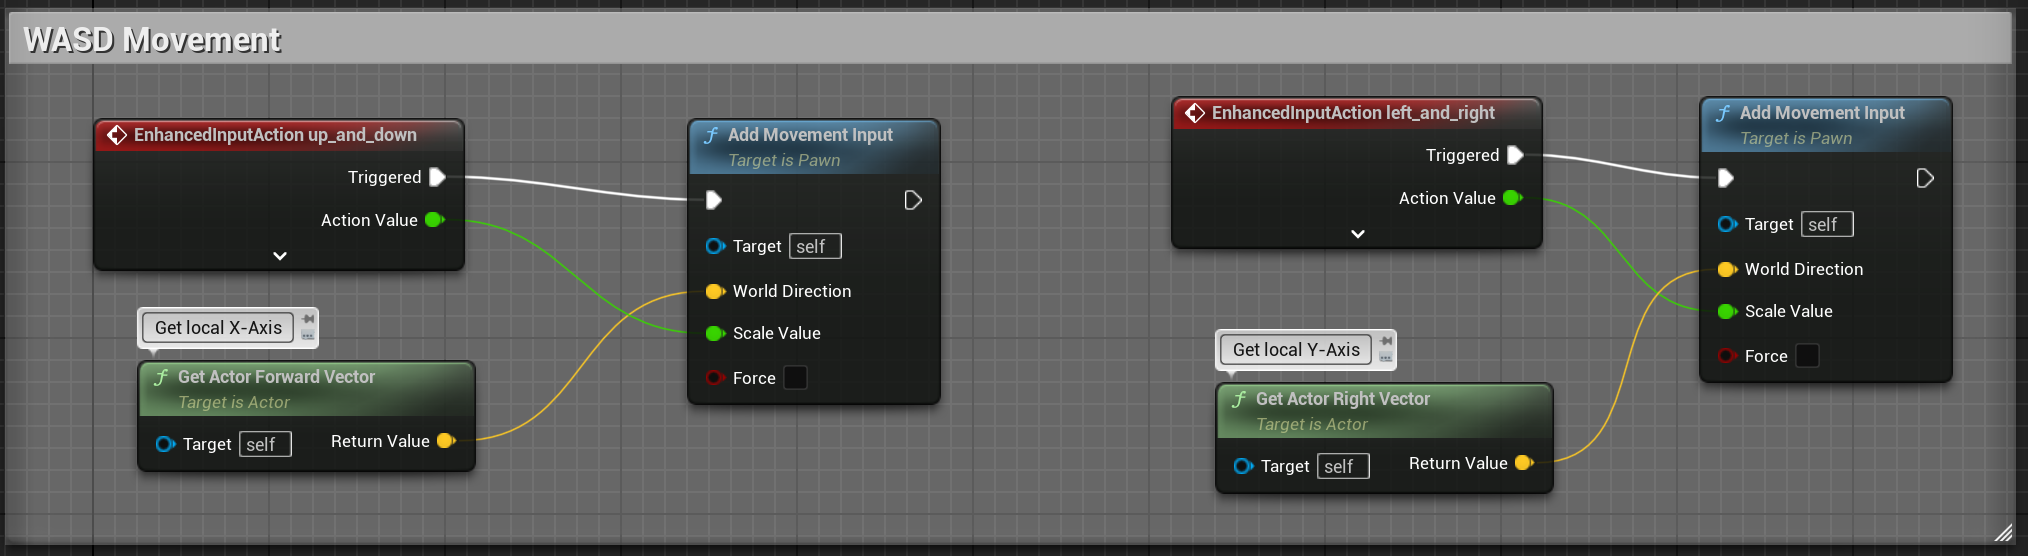 WASD Movement
EnhancedInputAction up_and_down
Triggered
Action Value
Get local X-Axis
Get Actor Forward Vector
Target is Actor
Target self
Return Value
Add Movement Input
Target is Pawn
Target self
World Direction
Scale Value
Force
EnhancedInputAction left_and_right
Triggered
Action Value
Get local Y-Axis
Get Actor Right Vector
Target is Actor
Target self
Return Value
Add Movement Input
Target is Pawn
Target self
World Direction
Scale Value
Force